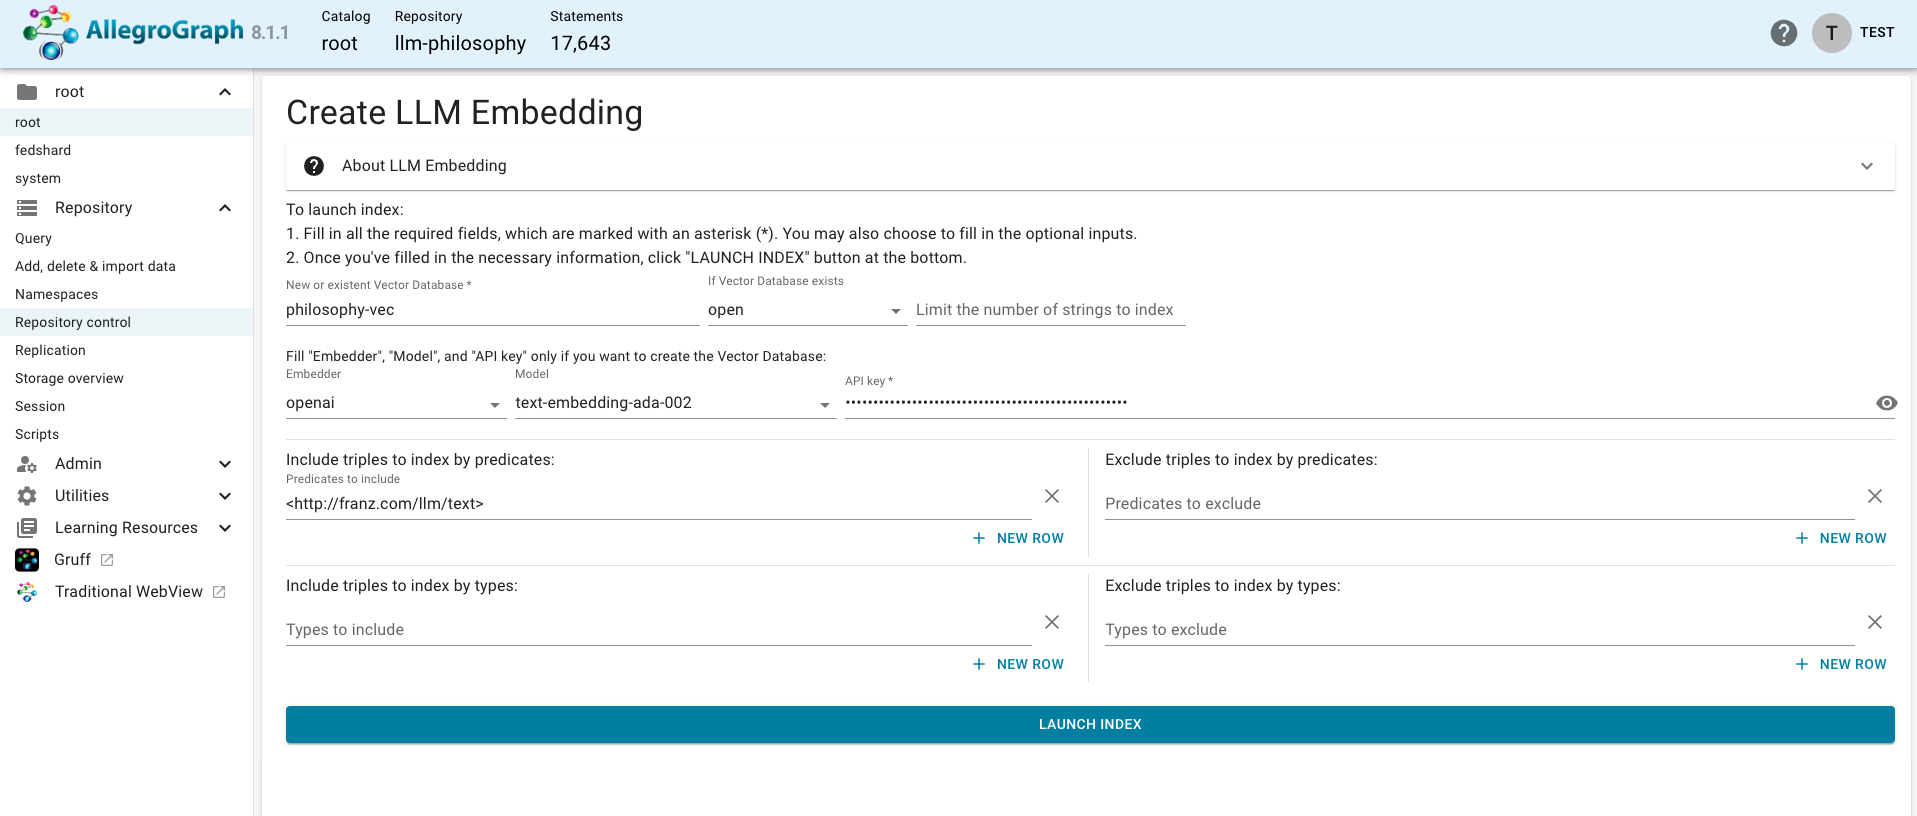 AllegroGraph 8.1.1
Catalog
root
Repository
llm-philosophy
Statements
17,643
?
T
TEST
root
root
fedshard
system
Repository
Query
Add, delete & import data
Namespaces
Repository control
Replication
Storage overview
Session
Scripts
Admin
Utilities
Learning Resources
Gruff
Traditional WebView
Create LLM Embedding
? About LLM Embedding
To launch index:
1. Fill in all the required fields, which are marked with an asterisk (*). You may also choose to fill in the optional inputs.
2. Once you've filled in the necessary information, click "LAUNCH INDEX" button at the bottom.
New or existent Vector Database *
philosophy-vec
If Vector Database exists
open
Limit the number of strings to index
Fill "Embedder", "Model", and "API key" only if you want to create the Vector Database:
Embedder
openai
Model
text-embedding-ada-002
API key *
Include triples to index by predicates:
Predicates to include
<http://franz.com/llm/text>
+ NEW ROW
Exclude triples to index by predicates:
Predicates to exclude
+ NEW ROW
Include triples to index by types:
Types to include
+ NEW ROW
Exclude triples to index by types:
Types to exclude
+ NEW ROW
LAUNCH INDEX